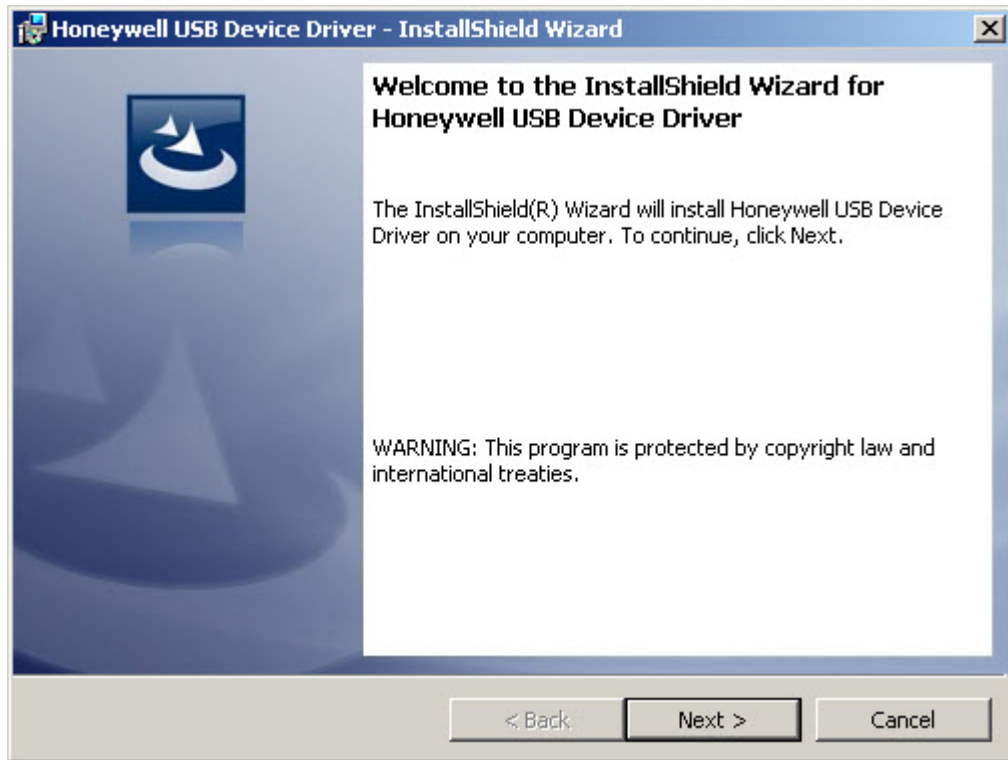 Honeywell USB Device Driver - InstallShield Wizard
Welcome to the InstallShield Wizard for
Honeywell USB Device Driver
The InstallShield(R) Wizard will install Honeywell USB Device
Driver on your computer. To continue, click Next.
WARNING: This program is protected by copyright law and
international treaties.
< Back
Next >
Cancel